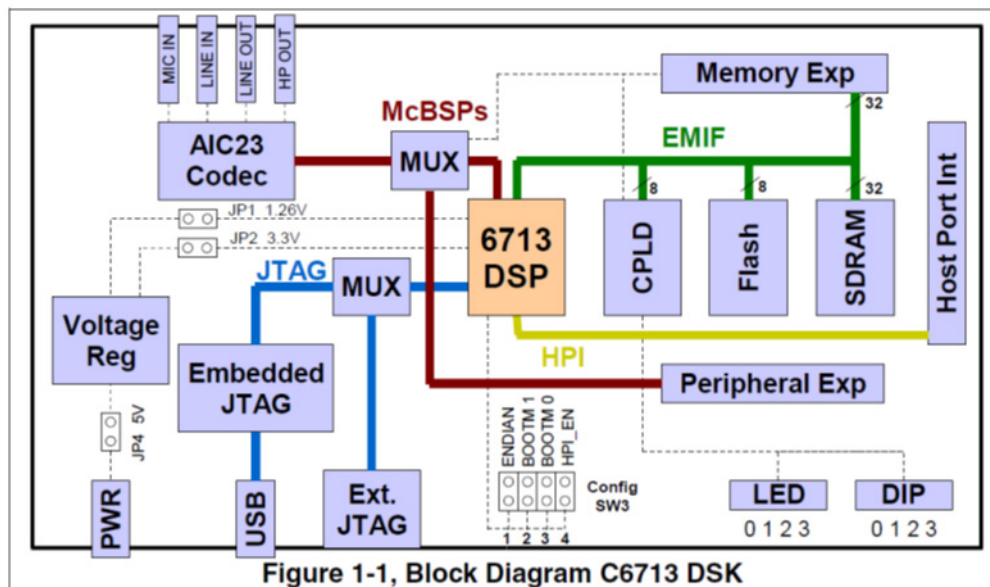 MIC IN
LINE IN
LINE OUT
HP OUT
AIC23
Codec
McBSPs
MUX
Memory Exp
32
EMIF
8
8
32
Host Port Int
JP1 1.26V
JP2 3.3V
6713
DSP
CPLD
Flash
SDRAM
JTAG
MUX
Voltage
Reg
HPI
Embedded
JTAG
Peripheral Exp
JP4 5V
ENDIAN
BOOTM 1
BOOTM 0
HPI_EN
Config
SW3
1 2 3 4
PWR
USB
Ext.
JTAG
LED
0 1 2 3
DIP
0 1 2 3
Figure 1-1, Block Diagram C6713 DSK